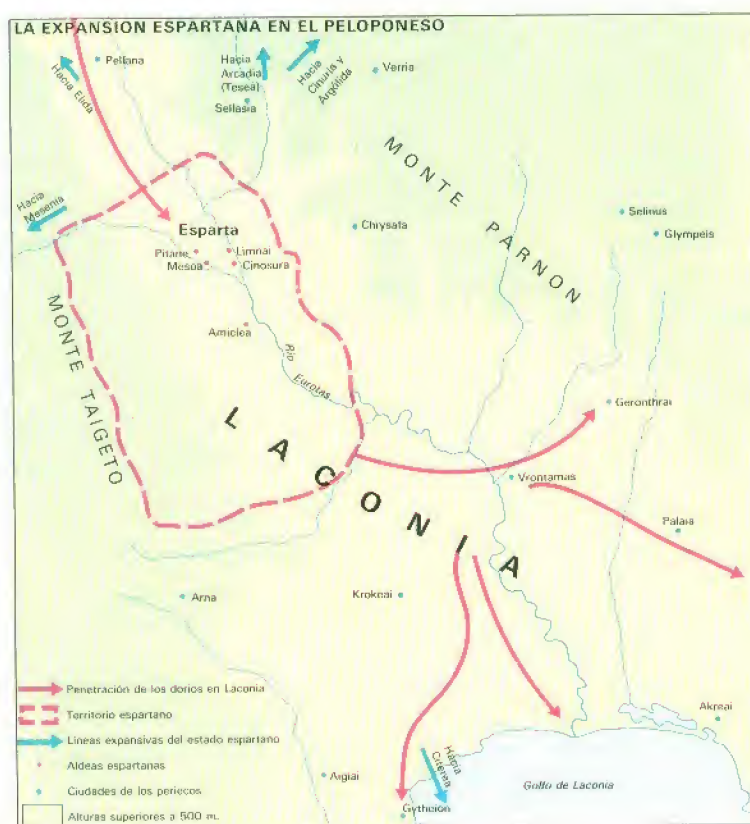 LA EXPANSION ESPARTANA EN EL PELOPONESO
Pellana
Hacia Elida
Hacia
Arcadia
(Tesea)
Sellasia
Hacia
Cinuria y
Argólida
Verria
MONTE PARNON
Hacia
Mesenia
Esparta
Pitane
Limnai
Mesoa
Cinosura
Chrysata
Selinus
Glympeis
MONTE TAIGETO
Amiclea
Rio
Eurotas
LACONIA
Geronthrai
Vrontamas
Palaia
Arna
Krokeai
Penetración de los dorios en Laconia
Territorio espartano
Líneas expansivas del estado espartano
Aldeas espartanas
Ciudades de los periecos
Alturas superiores a 500 m.
Aigiai
Hacia
Citerea
Gytheion
Golfo de Laconia
Akreai